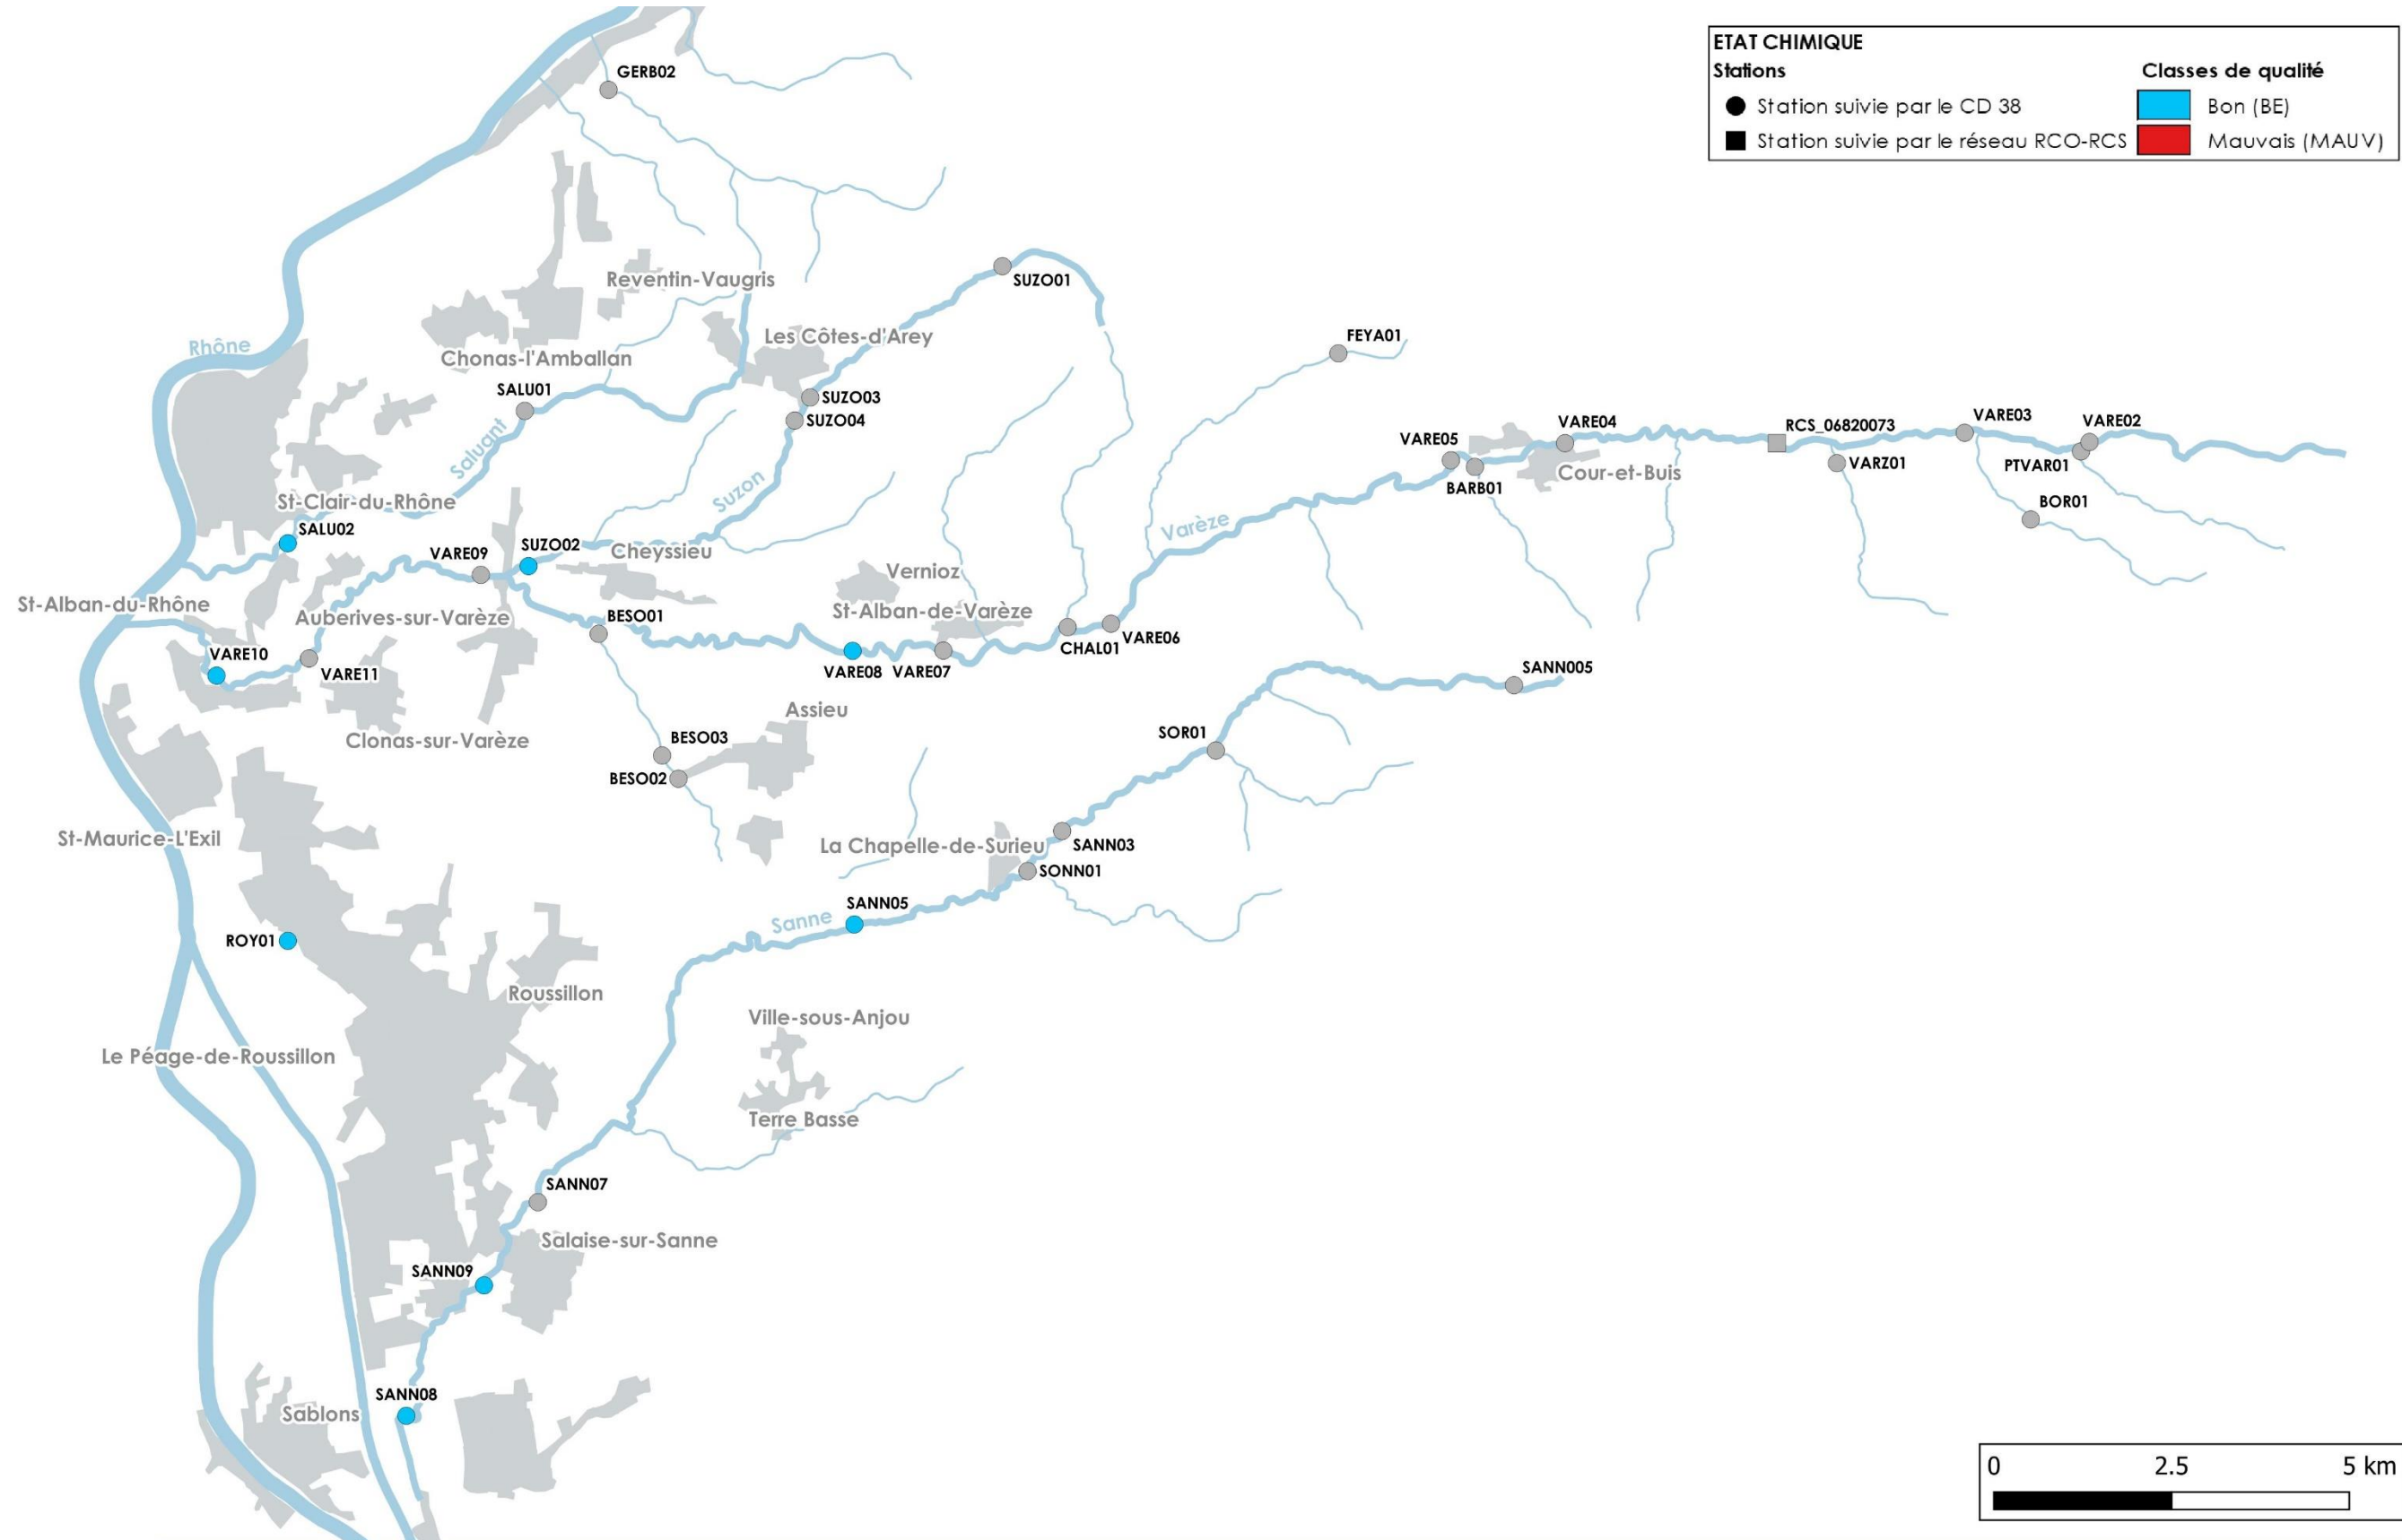 ETAT CHIMIQUE
Stations
Classes de qualité
Station suivie par le CD 38
Bon (BE)
Station suivie par le réseau RCO-RCS
Mauvais (MAUV)
GERB02
Reventin-Vaugris
SUZO01
Les Côtes-d'Arey
FEYA01
Rhône
Chonas-l'Amballan
SALU01
SUZO03
SUZO04
VARE05
VARE04
RCS_06820073
VARE03
VARE02
Saluant
Cour-et-Buis
VARZ01
PTVAR01
BARB01
Suzon
St-Clair-du-Rhône
BOR01
SALU02
Varèze
VARE09
SUZO02
Cheyssieu
Vernioz
St-Alban-du-Rhône
Auberives-sur-Varèze
BESO01
St-Alban-de-Varèze
CHAL01
VARE06
VARE10
VARE11
VARE08
VARE07
SANN005
Assieu
Clonas-sur-Varèze
BESO03
SOR01
BESO02
St-Maurice-L'Exil
La Chapelle-de-Surieu
SANN03
SONN01
SANN05
Sanne
ROY01
Roussillon
Ville-sous-Anjou
Le Péage-de-Roussillon
Terre Basse
SANN07
Salaise-sur-Sanne
SANN09
SANN08
Sablons
0 2.5 5 km